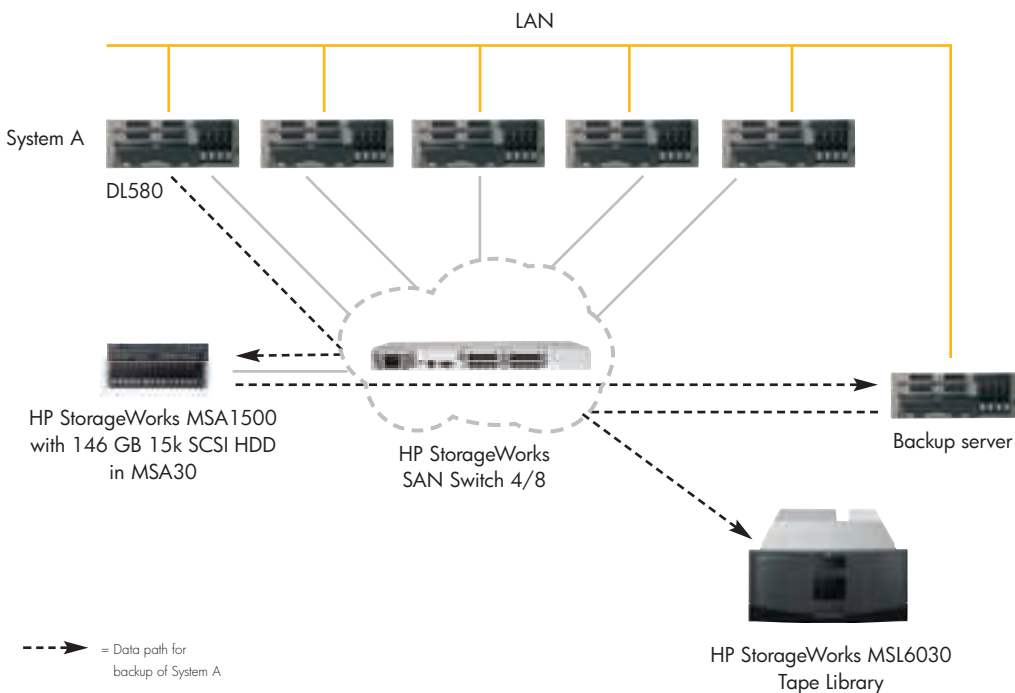 LAN
System A
DL580
HP StorageWorks MSA1500
with 146 GB 15k SCSI HDD
in MSA30
HP StorageWorks
SAN Switch 4/8
Backup server
HP StorageWorks MSL6030
Tape Library
= Data path for
backup of System A